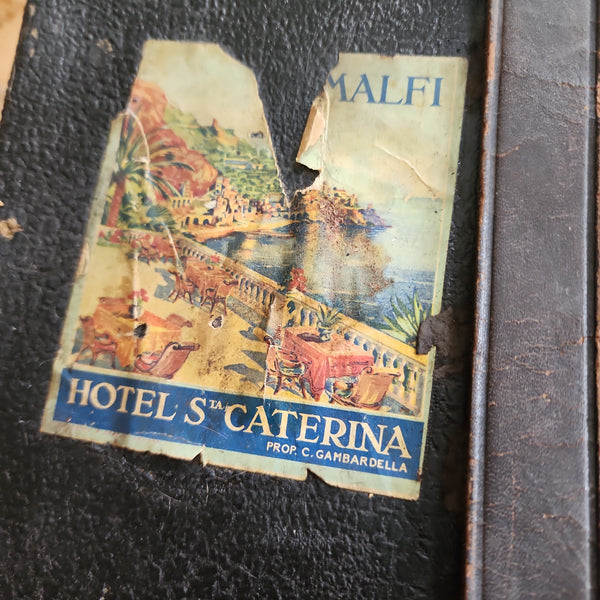 MALFI
HOTEL STA CATERINA
PROP. C. GAMBARDELLA